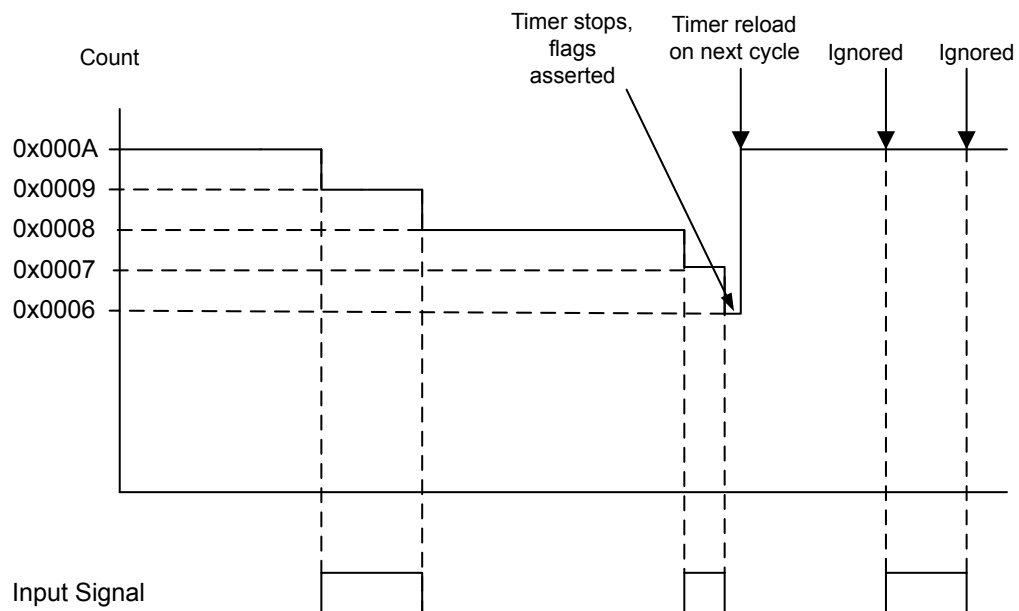 Timer stops,
flags
asserted
Timer reload
on next cycle
Ignored
Ignored
Count
0x000A
0x0009
0x0008
0x0007
0x0006
Input Signal